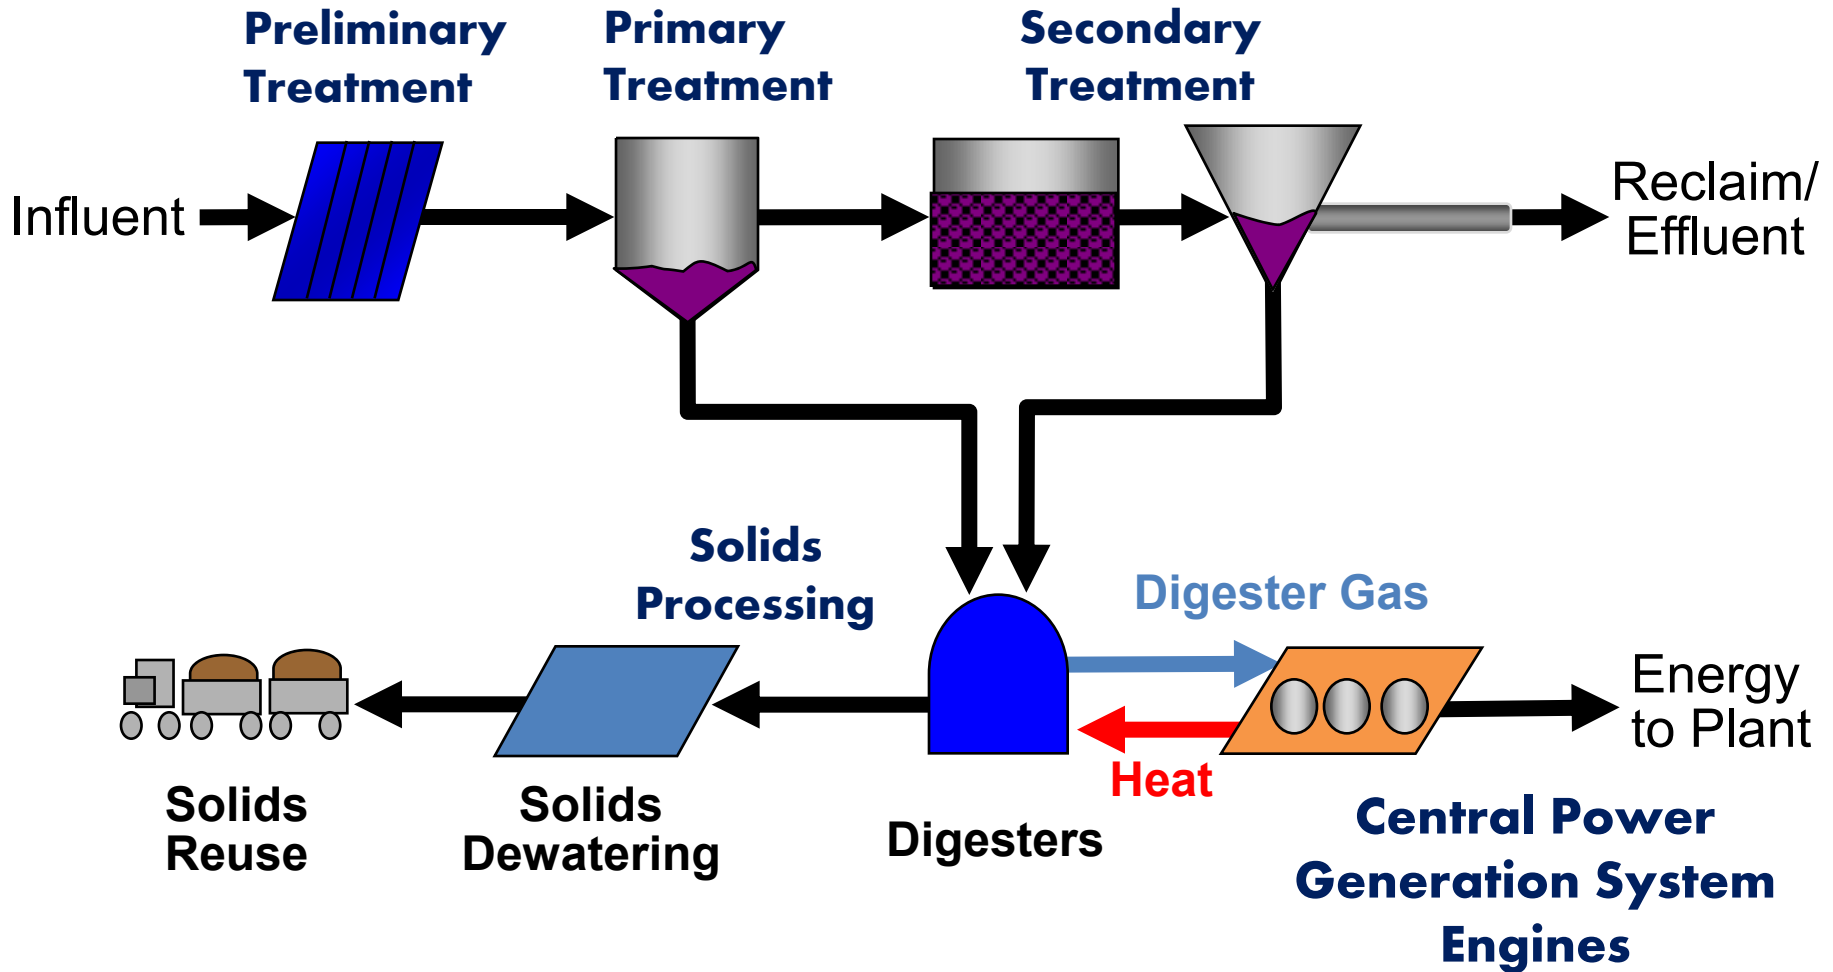 Preliminary
Treatment
Primary
Treatment
Secondary
Treatment
Influent
Reclaim/
Effluent
Solids
Processing
Digester Gas
Heat
Energy
to Plant
Solids
Reuse
Solids
Dewatering
Digesters
Central Power
Generation System
Engines